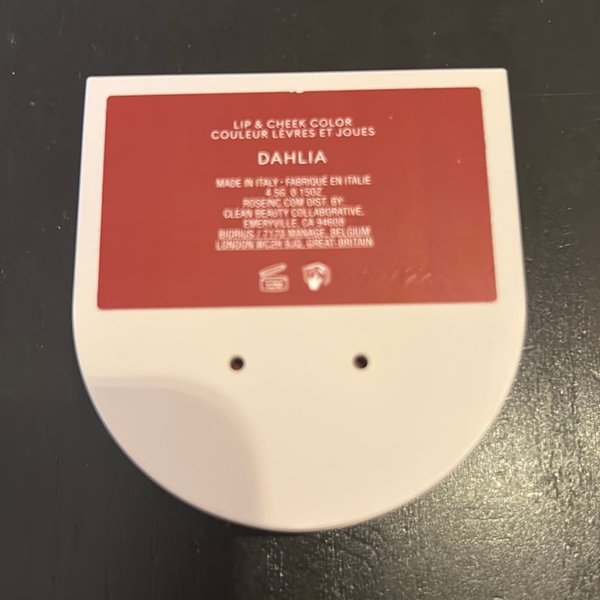 LIP & CHEEK COLOR
COULEUR LÈVRES ET JOUES
DAHLIA
MADE IN ITALY • FABRIQUÉ EN ITALIE
4.5G 0.15OZ
ROSEINC.COM DIST. BY:
CLEAN BEAUTY COLLABORATIVE,
EMERYVILLE, CA 94608
BIORIUS / 7170 MANAGE, BELGIUM
LONDON WC2R 8JQ, GREAT-BRITAIN